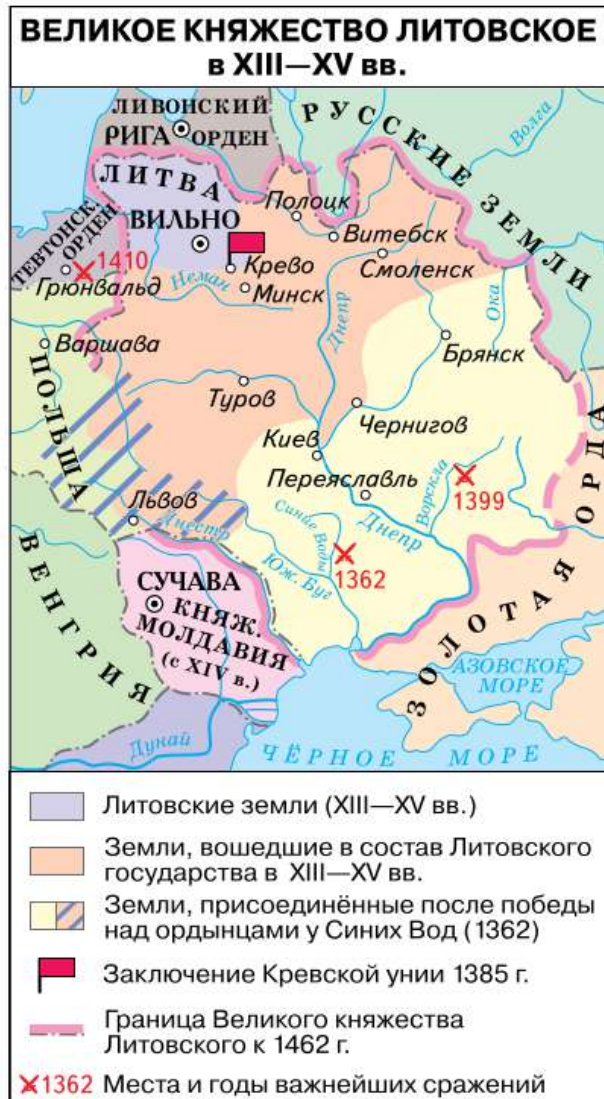 ВЕЛИКОЕ КНЯЖЕСТВО ЛИТОВСКОЕ
в XIII—XV вв.
ЛИВОНСКИЙ
РИГА ОРДЕН
РУССКИЕ ЗЕМЛИ
Волга
ЛИТВА
Полоцк
ВИЛЬНО
Витебск
ТЕВТОНСК. ОРДЕН
1410
Крево
Смоленск
Грюнвальд
Неман
Минск
Днепр
Ока
Варшава
Брянск
ПОЛЬША
Туров
Чернигов
Киев
Переяславль
Ворскла
1399
ЗОЛОТАЯ ОРДА
Львов
Днестр
Синие Воды
Днепр
1362
Юж. Буг
ВЕНГРИЯ
СУЧАВА
КНЯЖ.
МОЛДАВИЯ
(с XIV в.)
АЗОВСКОЕ
МОРЕ
Дунай
ЧЁРНОЕ МОРЕ
Литовские земли (XIII—XV вв.)
Земли, вошедшие в состав Литовского
государства в XIII—XV вв.
Земли, присоединённые после победы
над ордынцами у Синих Вод (1362)
Заключение Кревской унии 1385 г.
Граница Великого княжества
Литовского к 1462 г.
1362 Места и годы важнейших сражений